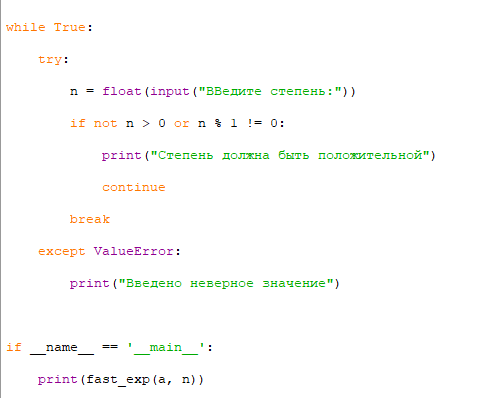 while True:
    try:
        n = float(input("ВВедите степень:"))
        if not n > 0 or n % 1 != 0:
            print("Степень должна быть положительной")
            continue
        break
    except ValueError:
        print("Введено неверное значение")
if __name__ == '__main__':
    print(fast_exp(a, n))